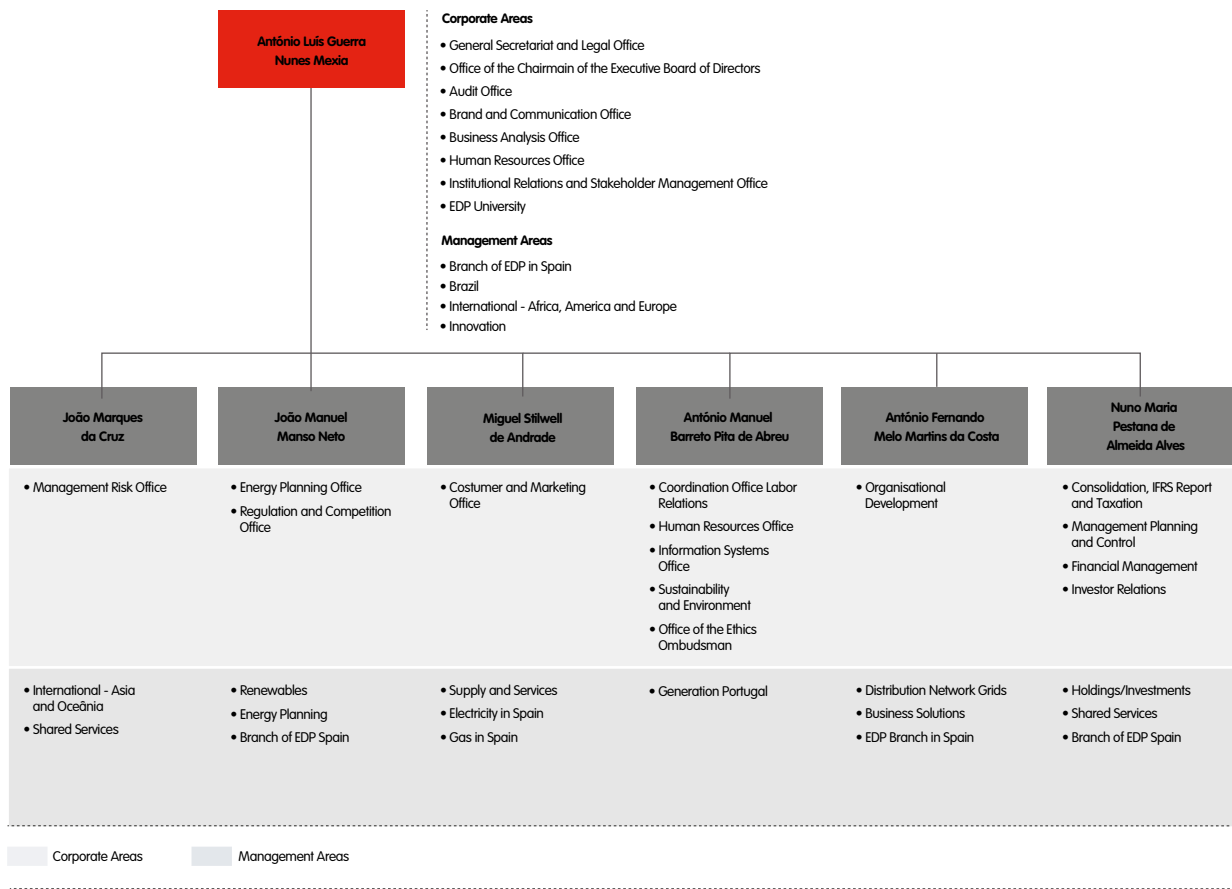 António Luís Guerra
Nunes Mexia
Corporate Areas
• General Secretariat and Legal Office
• Office of the Chairmain of the Executive Board of Directors
• Audit Office
• Brand and Communication Office
• Business Analysis Office
• Human Resources Office
• Institutional Relations and Stakeholder Management Office
• EDP University
Management Areas
• Branch of EDP in Spain
• Brazil
• International - Africa, America and Europe
• Innovation
João Marques
da Cruz
• Management Risk Office
• International - Asia
and Oceânia
• Shared Services
João Manuel
Manso Neto
• Energy Planning Office
• Regulation and Competition
Office
• Renewables
• Energy Planning
• Branch of EDP Spain
Miguel Stilwell
de Andrade
• Costumer and Marketing
Office
• Supply and Services
• Electricity in Spain
• Gas in Spain
António Manuel
Barreto Pita de Abreu
• Coordination Office Labor
Relations
• Human Resources Office
• Information Systems
Office
• Sustainability
and Environment
• Office of the Ethics
Ombudsman
• Generation Portugal
António Fernando
Melo Martins da Costa
• Organisational
Development
• Distribution Network Grids
• Business Solutions
• EDP Branch in Spain
Nuno Maria
Pestana de
Almeida Alves
• Consolidation, IFRS Report
and Taxation
• Management Planning
and Control
• Financial Management
• Investor Relations
• Holdings/Investments
• Shared Services
• Branch of EDP Spain
Corporate Areas
Management Areas